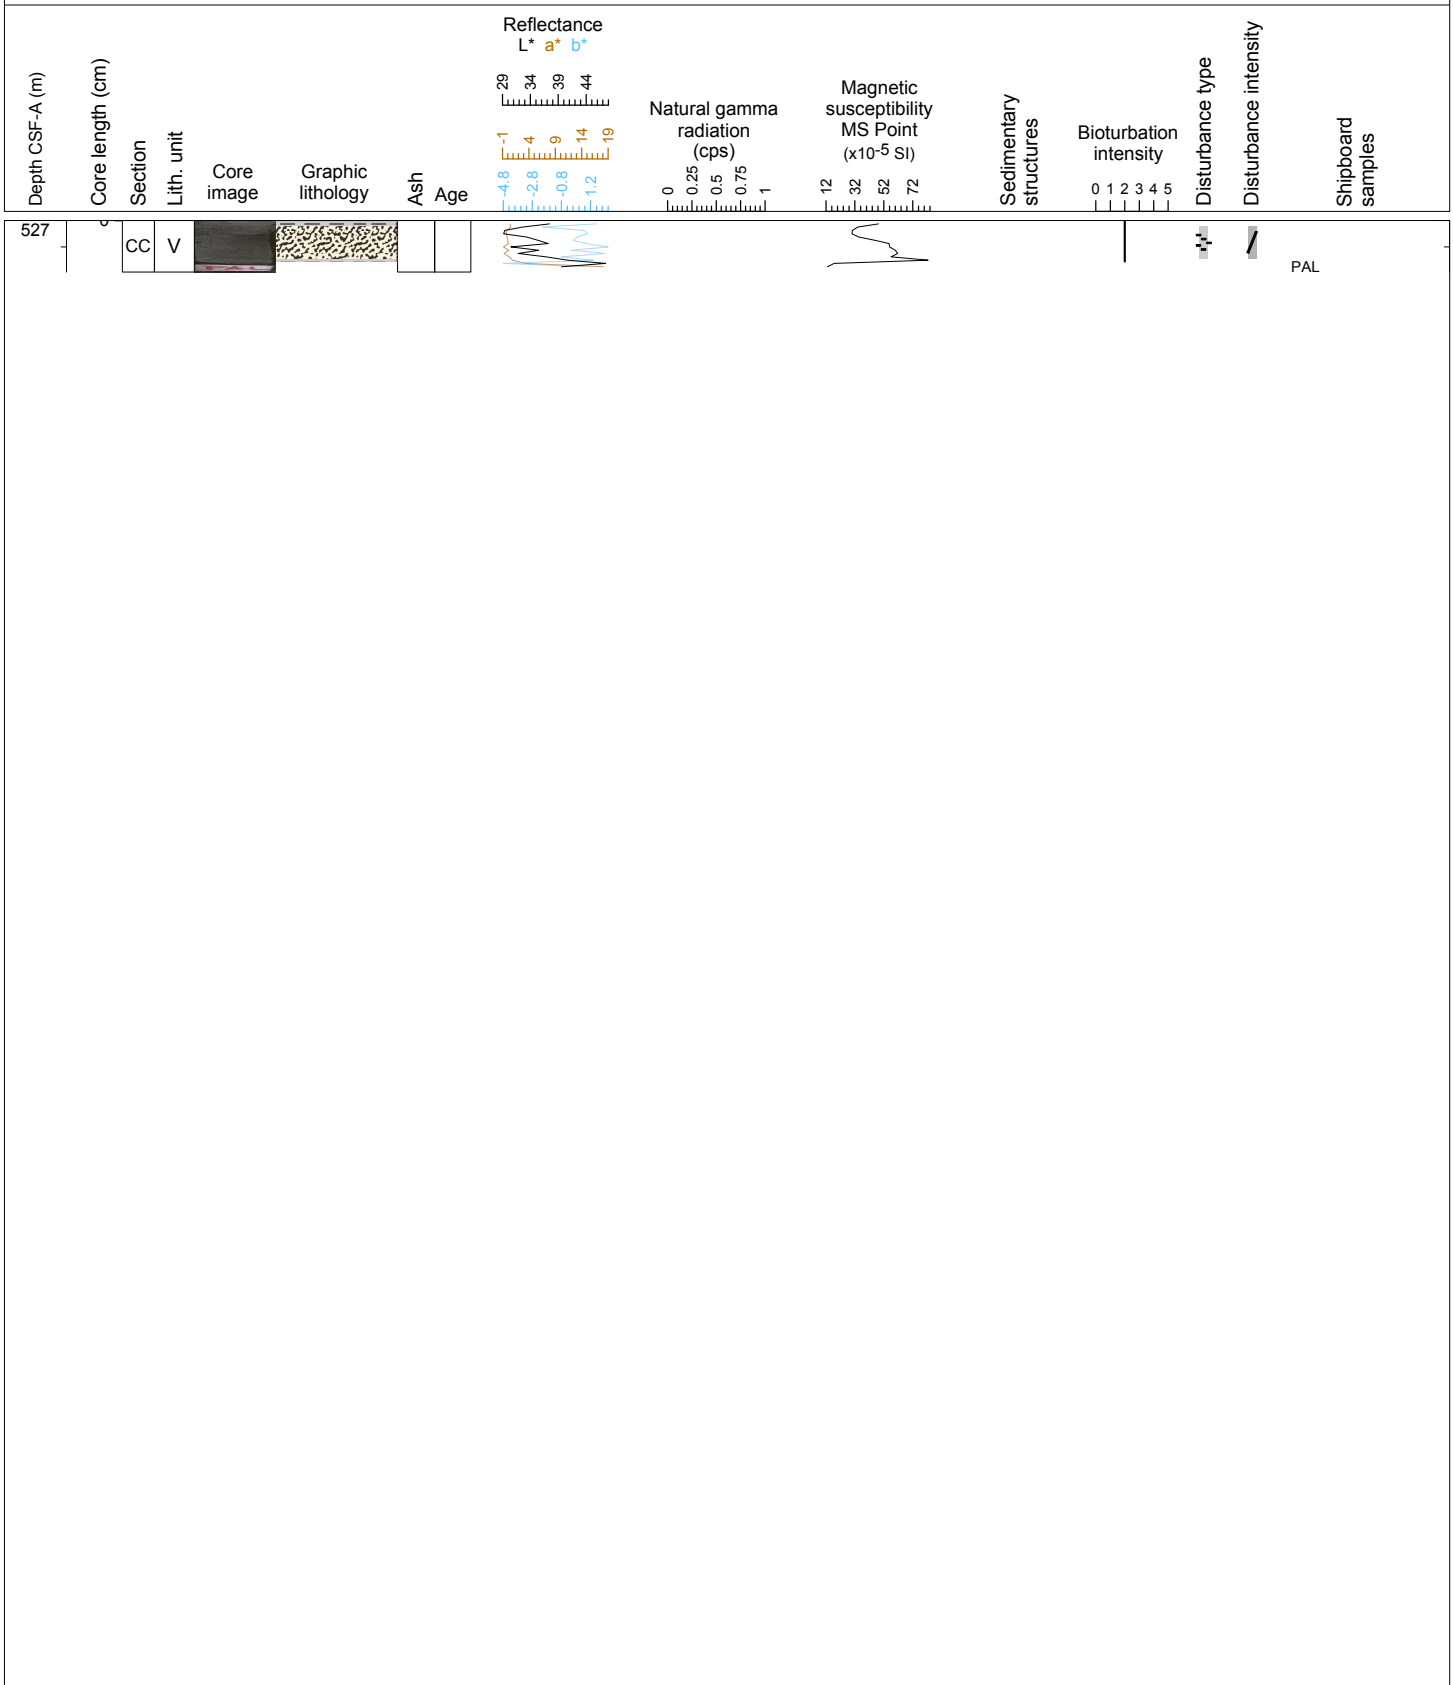 Depth CSF-A (m)
Core length (cm)
Section
Lith. unit
Core
image
Graphic
lithology
Ash
Age
Reflectance
L* a* b*
29 34 39 44
-1 4 9 14 19
-4.8 -2.8 -0.8 1.2
Natural gamma
radiation
(cps)
0 0.25 0.5 0.75 1
Magnetic
susceptibility
MS Point
(x10-5 SI)
12 32 52 72
Sedimentary
structures
Bioturbation
intensity
0 1 2 3 4 5
Disturbance type
Disturbance intensity
Shipboard
samples
527
CC
V
PAL